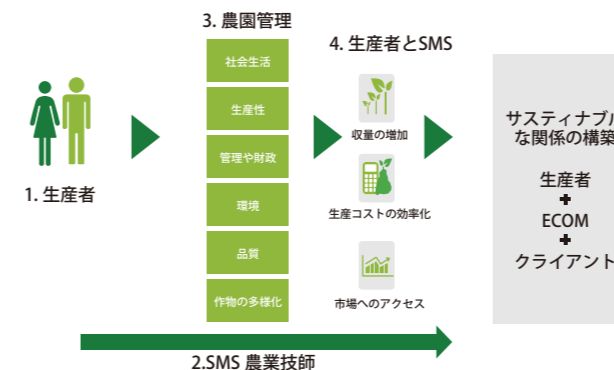 3. 農園管理
4. 生産者とSMS
社会生活
生産性
管理や財政
環境
品質
作物の多様化
収量の増加
生産コストの効率化
市場へのアクセス
1. 生産者
2.SMS 農業技師
サスティナブル
な関係の構築
生産者
+
ECOM
+
クライアント